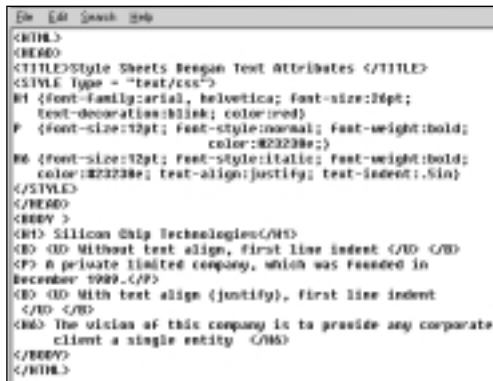 File Edit Search Help
<HTML>
<HEAD>
<TITLE>Style Sheets Dengan Text Attributes </TITLE>
<STYLE Type = "text/css">
H1 {font-family:arial, helvetica; font-size:26pt;
text-decoration:blink; color:red}
P {font-size:12pt; font-style:normal; font-weight:bold;
color:#23238e;}
H6 {font-size:12pt; font-style:italic; font-weight:bold;
color:#23238e; text-align:justify; text-indent:.5in}
</STYLE>
</HEAD>
<BODY >
<H1> Silicon Chip Technologies</H1>
<B> <U> Without text align, first line indent </U> </B>
<P> A private limited company, which was founded in
December 1989.</P>
<B> <U> With text align (justify), first line indent
</U> </B>
<H6> The vision of this company is to provide any corporate
client a single entity </H6>
</BODY>
</HTML>